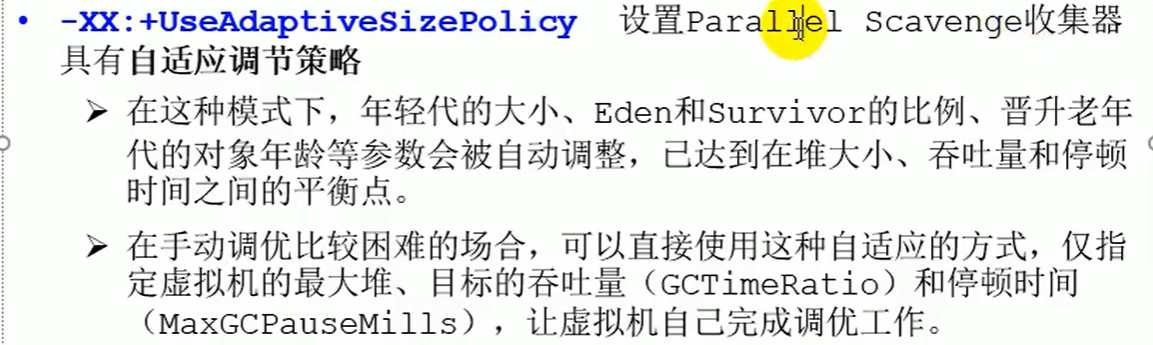 • -XX:+UseAdaptiveSizePolicy 设置Parallel Scavenge收集器
具有自适应调节策略
➢ 在这种模式下，年轻代的大小、Eden和Survivor的比例、晋升老年
代的对象年龄等参数会被自动调整，已达到在堆大小、吞吐量和停顿
时间之间的平衡点。
➢ 在手动调优比较困难的场合，可以直接使用这种自适应的方式，仅指
定虚拟机的最大堆、目标的吞吐量（GCTimeRatio）和停顿时间
（MaxGCPauseMills），让虚拟机自己完成调优工作。